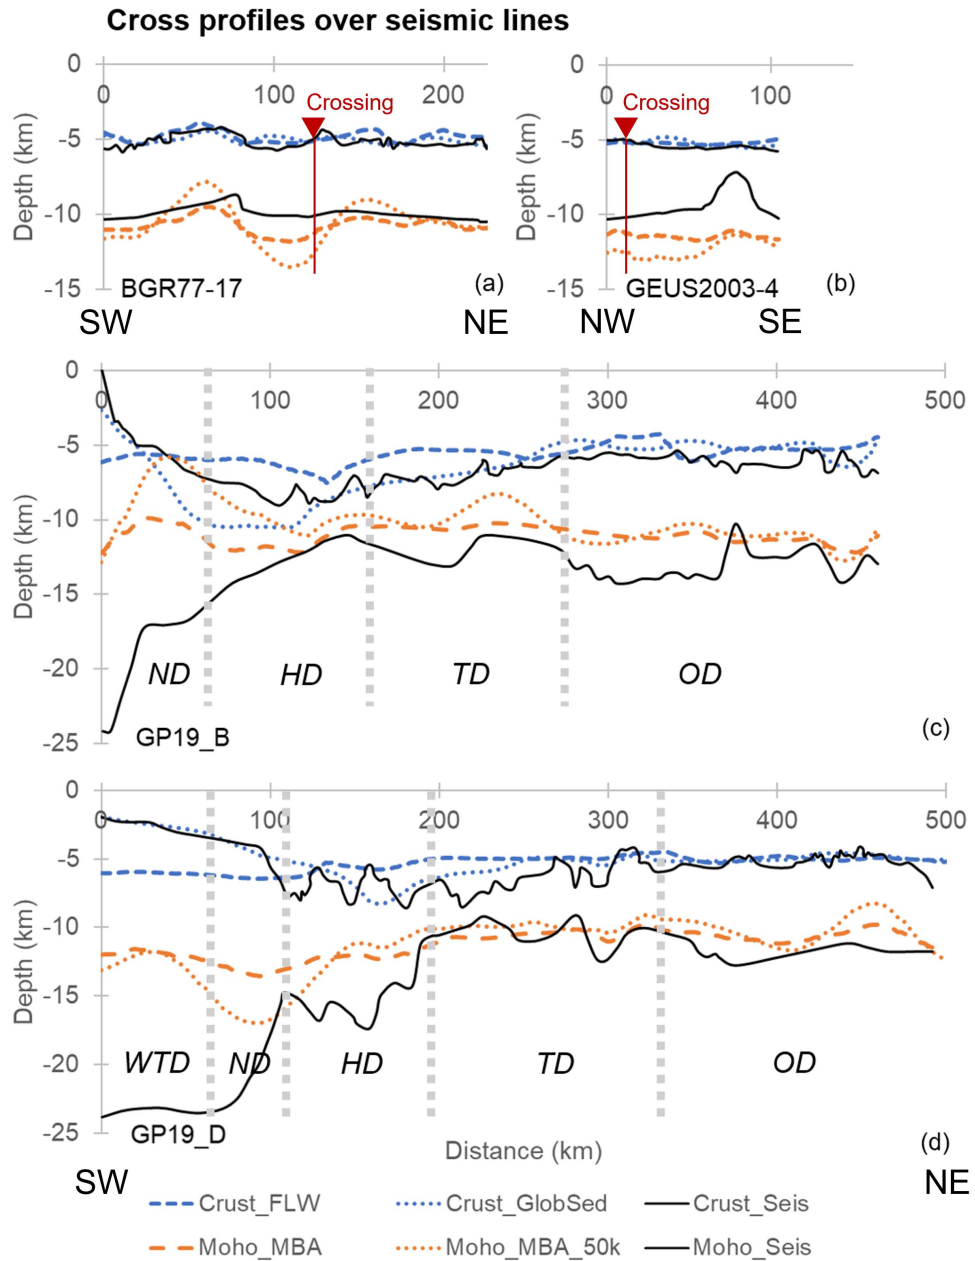 Cross profiles over seismic lines
0
0
100
200
Crossing
-5
-10
-15
Depth (km)
BGR77-17
(a)
SW
NE
0
0
100
Crossing
-5
-10
-15
Depth (km)
GEUS2003-4
(b)
NW
SE
0
0
100
200
300
400
500
-5
-10
-15
-20
-25
Depth (km)
ND
HD
TD
OD
GP19_B
(c)
0
0
100
200
300
400
500
-5
-10
-15
-20
-25
Depth (km)
WTD
ND
HD
TD
OD
GP19_D
(d)
Distance (km)
SW
NE
Crust_FLW
Crust_GlobSed
Crust_Seis
Moho_MBA
Moho_MBA_50k
Moho_Seis